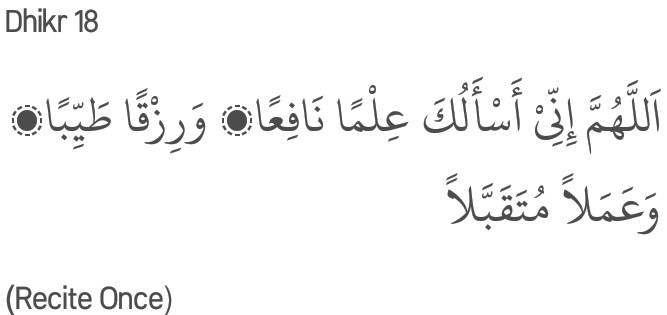 Dhikr 18
اَللَّهُمَّ إِنِّيْ أَسْأَلُكَ عِلْمًا نَافِعًا۞ وَرِزْقًا طَيِّبًا۞
وَعَمَلاً مُتَقَبَّلاً
(Recite Once)